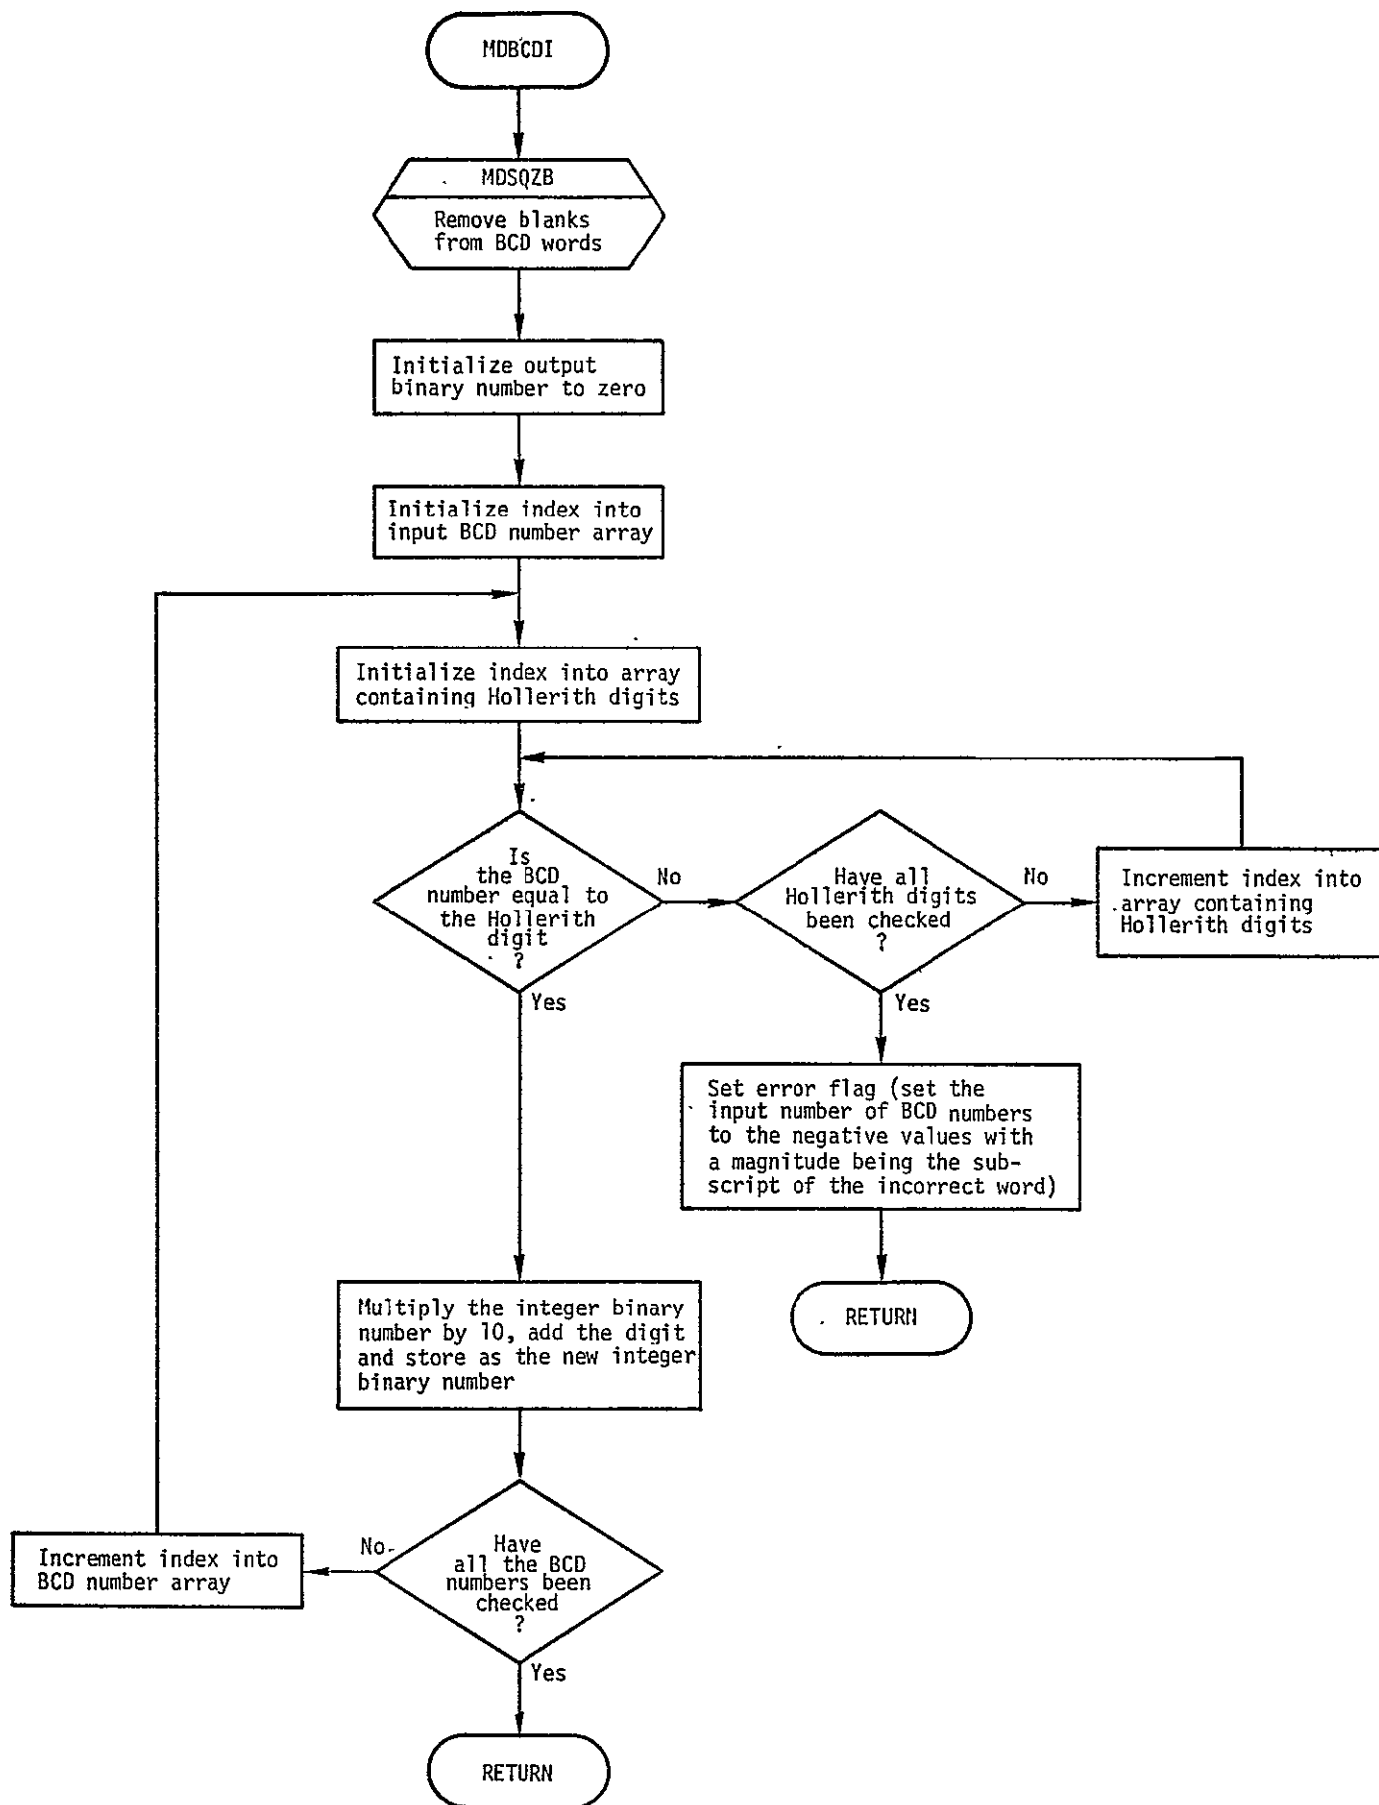 MDBCDI
MDSQZB
Remove blanks
from BCD words
Initialize output
binary number to zero
Initialize index into
input BCD number array
Initialize index into array
containing Hollerith digits
Is
the BCD
number equal to
the Hollerith
digit
?
No
Yes
Have all
Hollerith digits
been checked
?
No
Yes
Increment index into
array containing
Hollerith digits
Set error flag (set the
input number of BCD numbers
to the negative values with
a magnitude being the sub-
script of the incorrect word)
RETURN
Multiply the integer binary
number by 10, add the digit
and store as the new integer
binary number
Have
all the BCD
numbers been
checked
?
No
Yes
Increment index into
BCD number array
RETURN